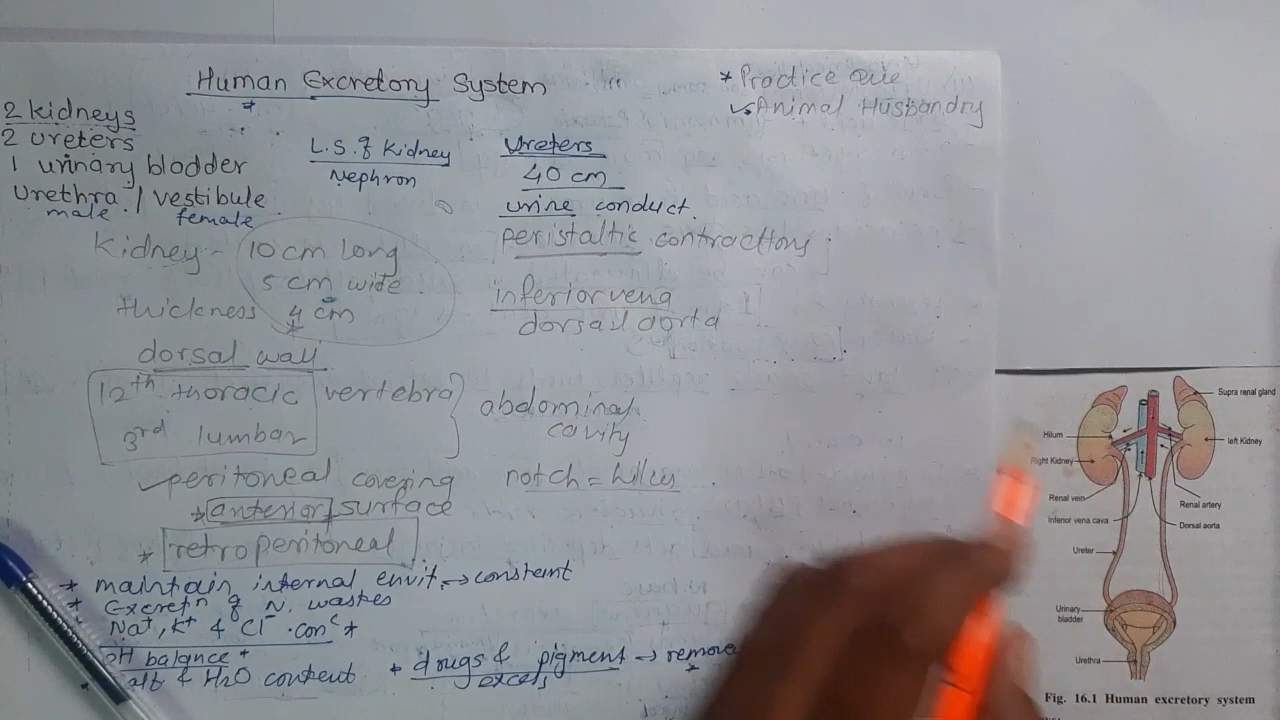 Human Excretory System
* Practice Que
Animal Husbandry
2 kidneys
2 ureters
1 urinary bladder
Urethra / vestibule
male female
L.S. of Kidney
Nephron
Ureters
40 cm
urine conduct.
peristaltic contractions
Kidney - 10 cm long
5 cm wide
thickness 4 cm
*
inferior vena
dorsal aorta
dorsal wall
12th thoracic vertebra
3rd lumbar
abdominal
cavity
peritoneal covering
* anterior surface
notch = hilus
* retroperitoneal
* maintain internal envit. → constent
* Excretn of N. wastes
Na+, K+ & Cl- conc *
pH balance *
salt & H2O content
* drugs & pigment → remova
excess
Supra renal gland
Hilum
left Kidney
Right Kidney
Renal vein
Renal artery
Inferior vena cava
Dorsal aorta
Ureter
Urinary
bladder
Urethra
Fig. 16.1 Human excretory system